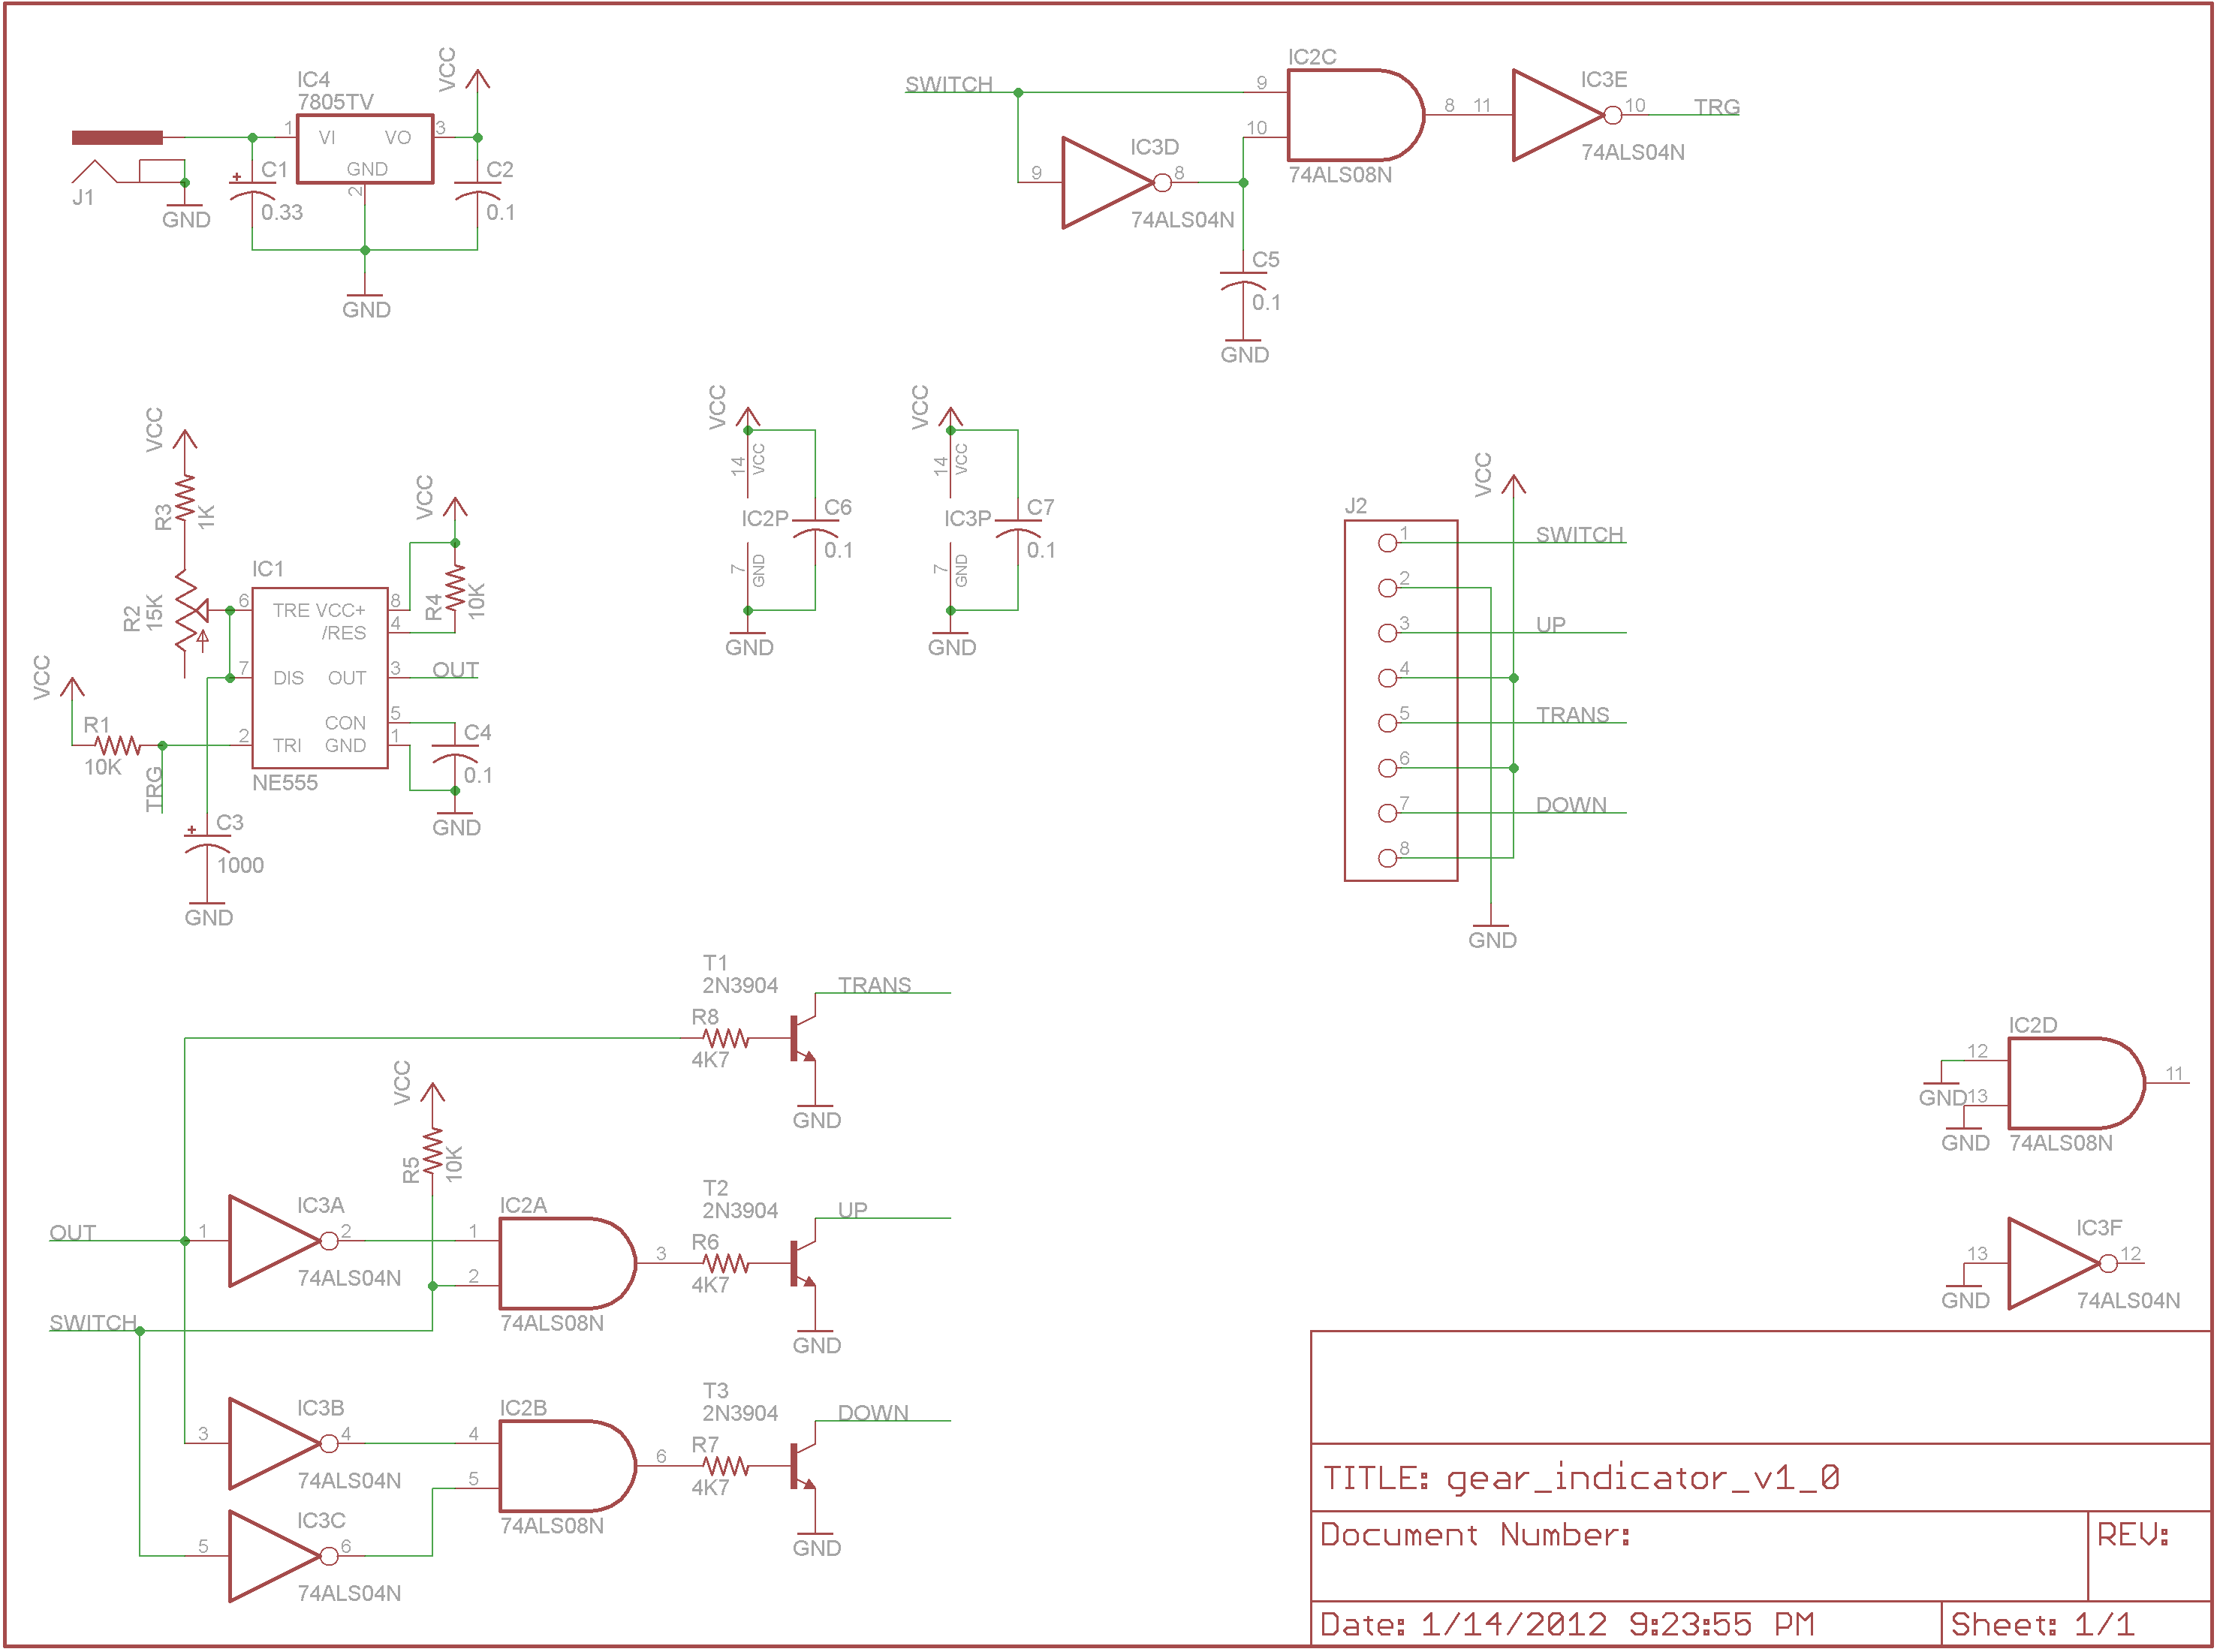 IC4
7805TV
VCC
1
VI
VO
3
GND
2
J1
GND
C1
0.33
C2
0.1
GND
SWITCH
9
IC3D
8
74ALS04N
IC2C
9
10
8
74ALS08N
11
IC3E
10
TRG
74ALS04N
C5
0.1
GND
VCC
R3
1K
R2
15K
VCC
R1
10K
TRG
IC1
6
TRE
VCC+
8
/RES
4
7
DIS
OUT
3
OUT
CON
5
2
TRI
GND
1
NE555
VCC
R4
10K
C4
0.1
GND
C3
1000
GND
VCC
14
VCC
IC2P
C6
0.1
7
GND
GND
VCC
14
VCC
IC3P
C7
0.1
7
GND
GND
J2
VCC
1
SWITCH
2
3
UP
4
5
TRANS
6
7
DOWN
8
GND
T1
2N3904
TRANS
R8
4K7
GND
VCC
R5
10K
OUT
1
IC3A
2
74ALS04N
1
2
IC2A
3
74ALS08N
T2
2N3904
UP
R6
4K7
GND
SWITCH
3
IC3B
4
74ALS04N
5
IC3C
6
74ALS04N
4
5
IC2B
6
74ALS08N
T3
2N3904
DOWN
R7
4K7
GND
IC2D
12
GND
13
GND
11
74ALS08N
IC3F
13
12
GND
74ALS04N
TITLE: gear_indicator_v1_0
Document Number:
REV:
Date: 1/14/2012 9:23:55 PM
Sheet: 1/1